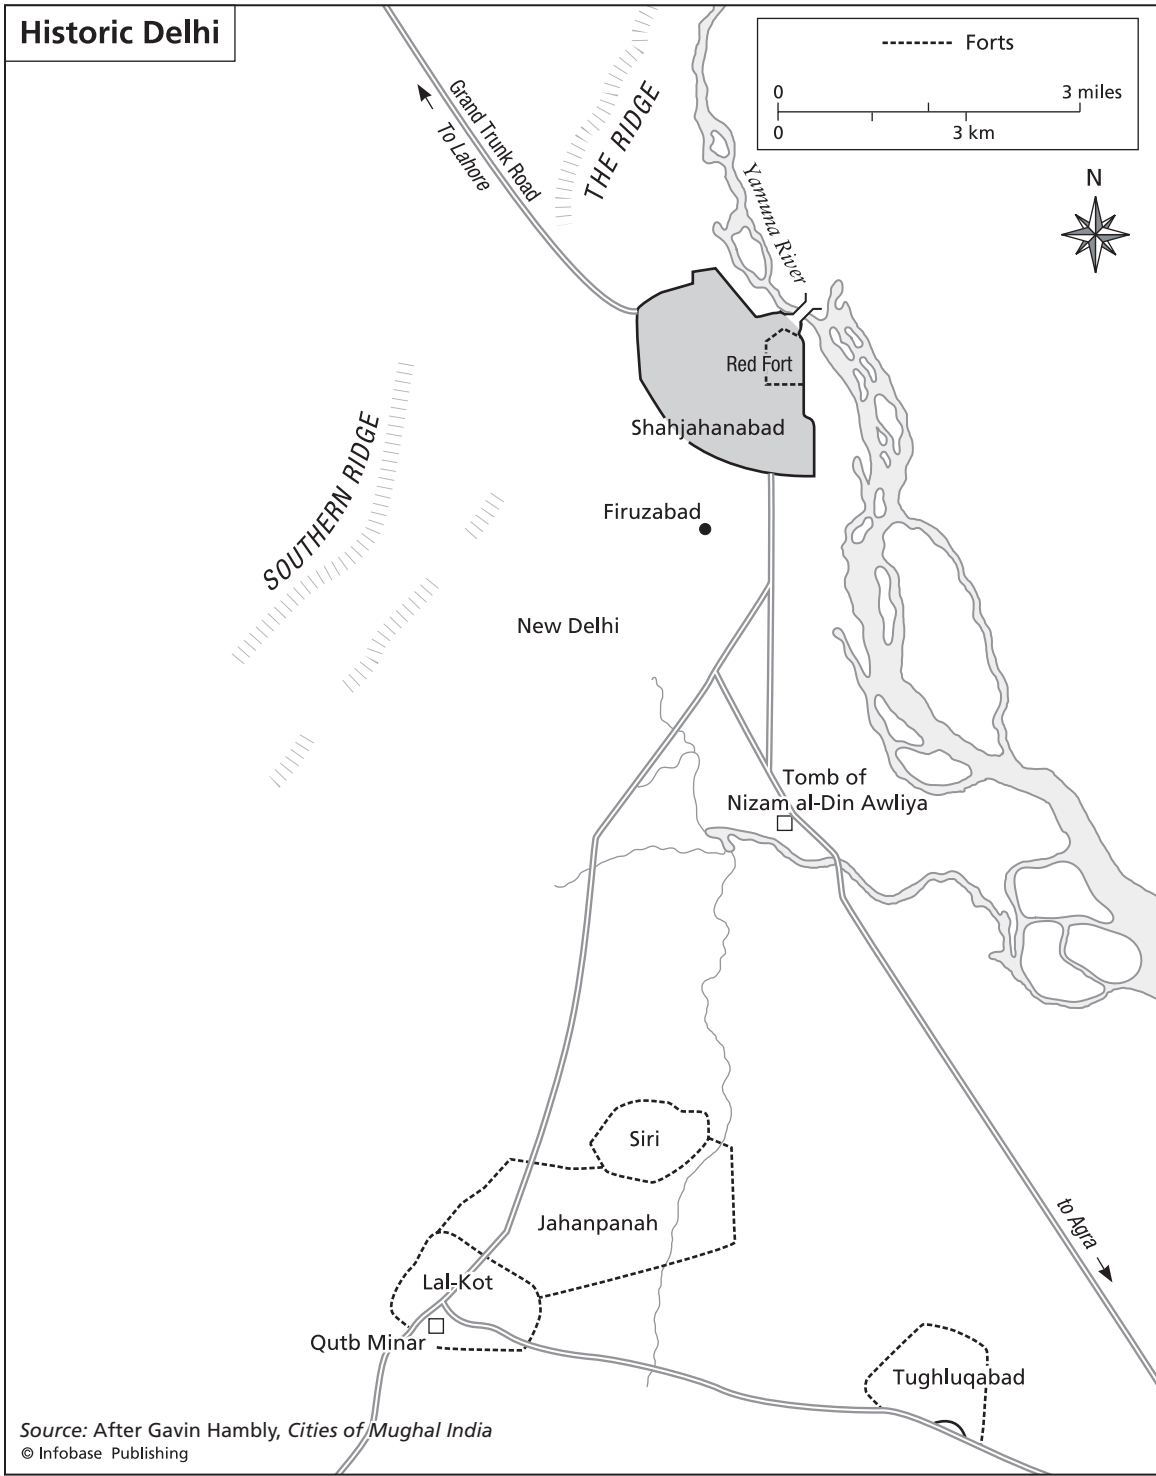 Historic Delhi
Forts
0
3 miles
0
3 km
N
Grand Trunk Road
To Lahore
THE RIDGE
Yamuna River
Red Fort
Shahjahanabad
SOUTHERN RIDGE
Firuzabad
New Delhi
Tomb of
Nizam al-Din Awliya
Siri
Jahanpanah
to Agra
Lal-Kot
Qutb Minar
Tughluqabad
Source: After Gavin Hambly, Cities of Mughal India
© Infobase Publishing